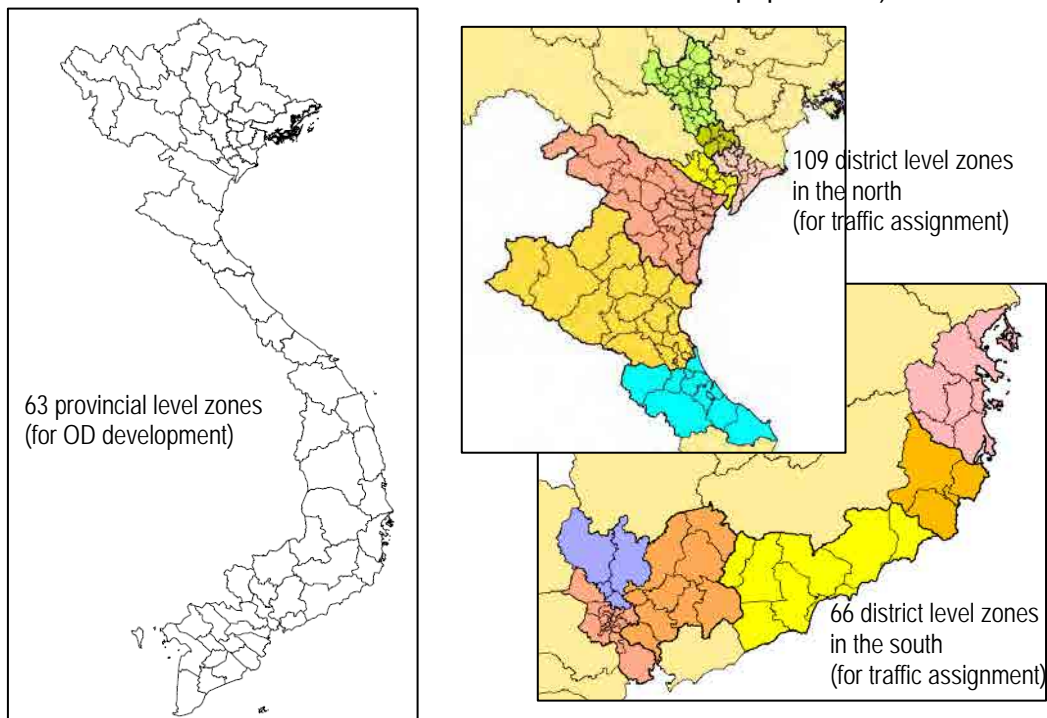 63 provincial level zones
(for OD development)
109 district level zones
in the north
(for traffic assignment)
66 district level zones
in the south
(for traffic assignment)